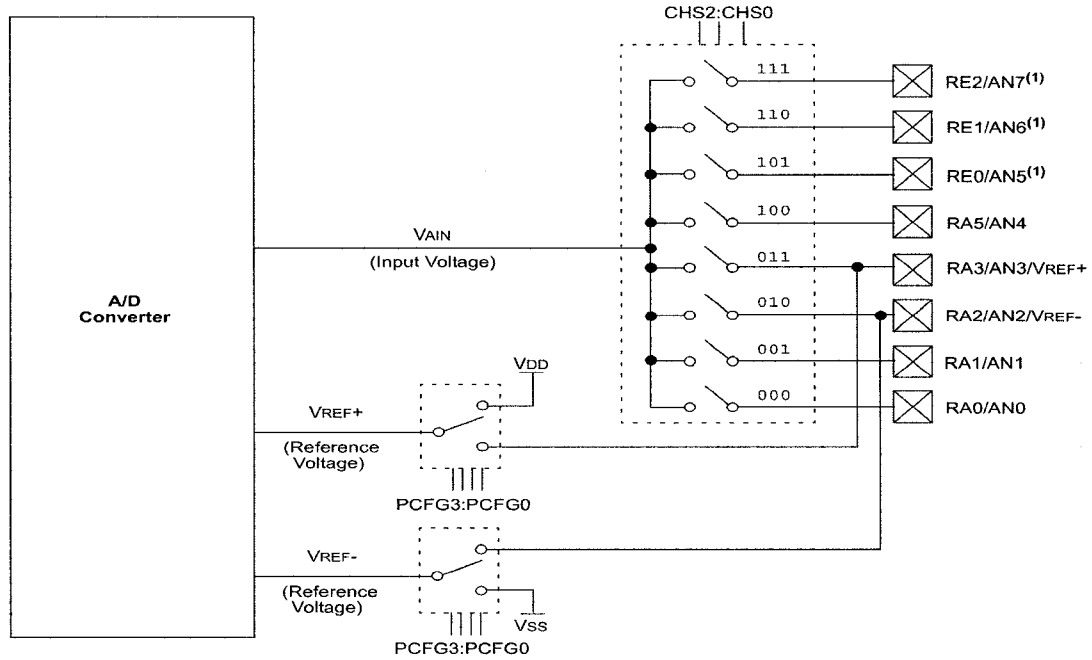 CHS2:CHS0
111
RE2/AN7(1)
110
RE1/AN6(1)
101
RE0/AN5(1)
100
RA5/AN4
VAIN
(Input Voltage)
011
RA3/AN3/VREF+
A/D
Converter
010
RA2/AN2/VREF-
001
RA1/AN1
VDD
000
RA0/AN0
VREF+
(Reference
Voltage)
PCFG3:PCFG0
VREF-
(Reference
Voltage)
VSS
PCFG3:PCFG0